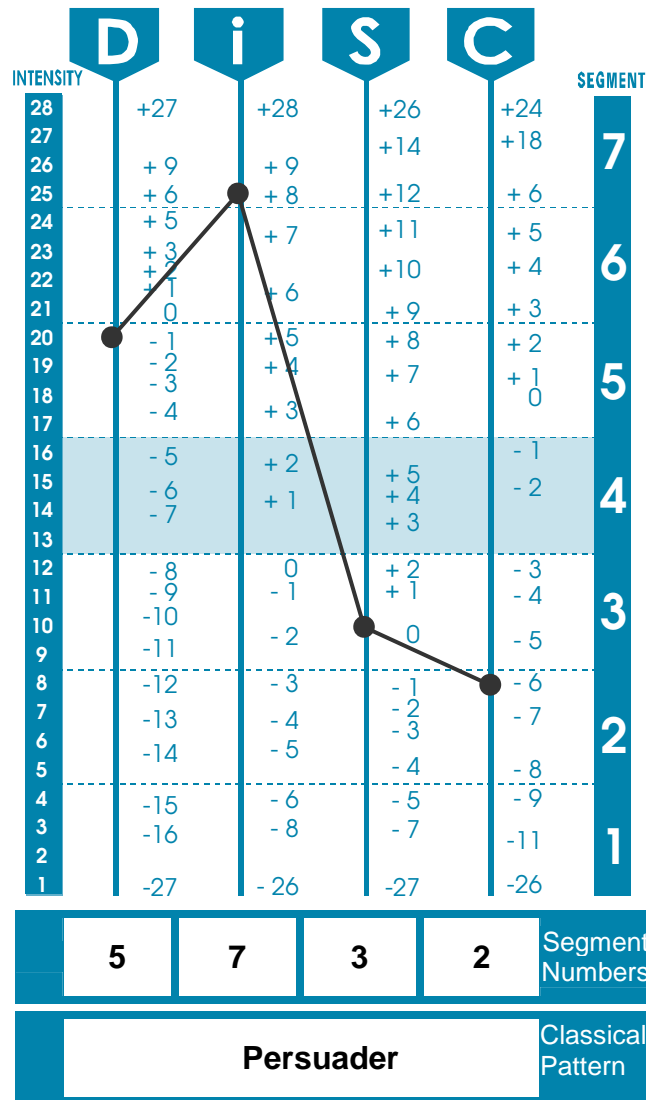 D i S C
INTENSITY SEGMENT
28 +27 +28 +26 +24
27 +14 +18 7
26 + 9 + 9
25 + 6 + 8 +12 + 6
24 + 5 + 7 +11 + 5
23 + 3
+ 2 +10 + 4 6
22 + 1 + 6
21 0 + 9 + 3
20 - 1 + 5 + 8 + 2
19 - 2 + 4 + 7 + 1
- 3 5
18 0
17 - 4 + 3 + 6
16 - 5 + 2 - 1
15 - 6 + 5 - 2
+ 4 4
14 - 7 + 1
13 + 3
12 - 8 0 + 2 - 3
11 - 9 - 1 + 1 - 4
-10 3
10 - 2 0 - 5
9 -11
8 -12 - 3 - 1 - 6
7 -13 - 4 - 2 - 7
- 3 2
6 -14 - 5
5 - 4 - 8
4 -15 - 6 - 5 - 9
3 -16 - 8 - 7 -11
2 1
1 -27 - 26 -27 -26
5 7 3 2 Segment
Numbers
Persuader Classical
Pattern